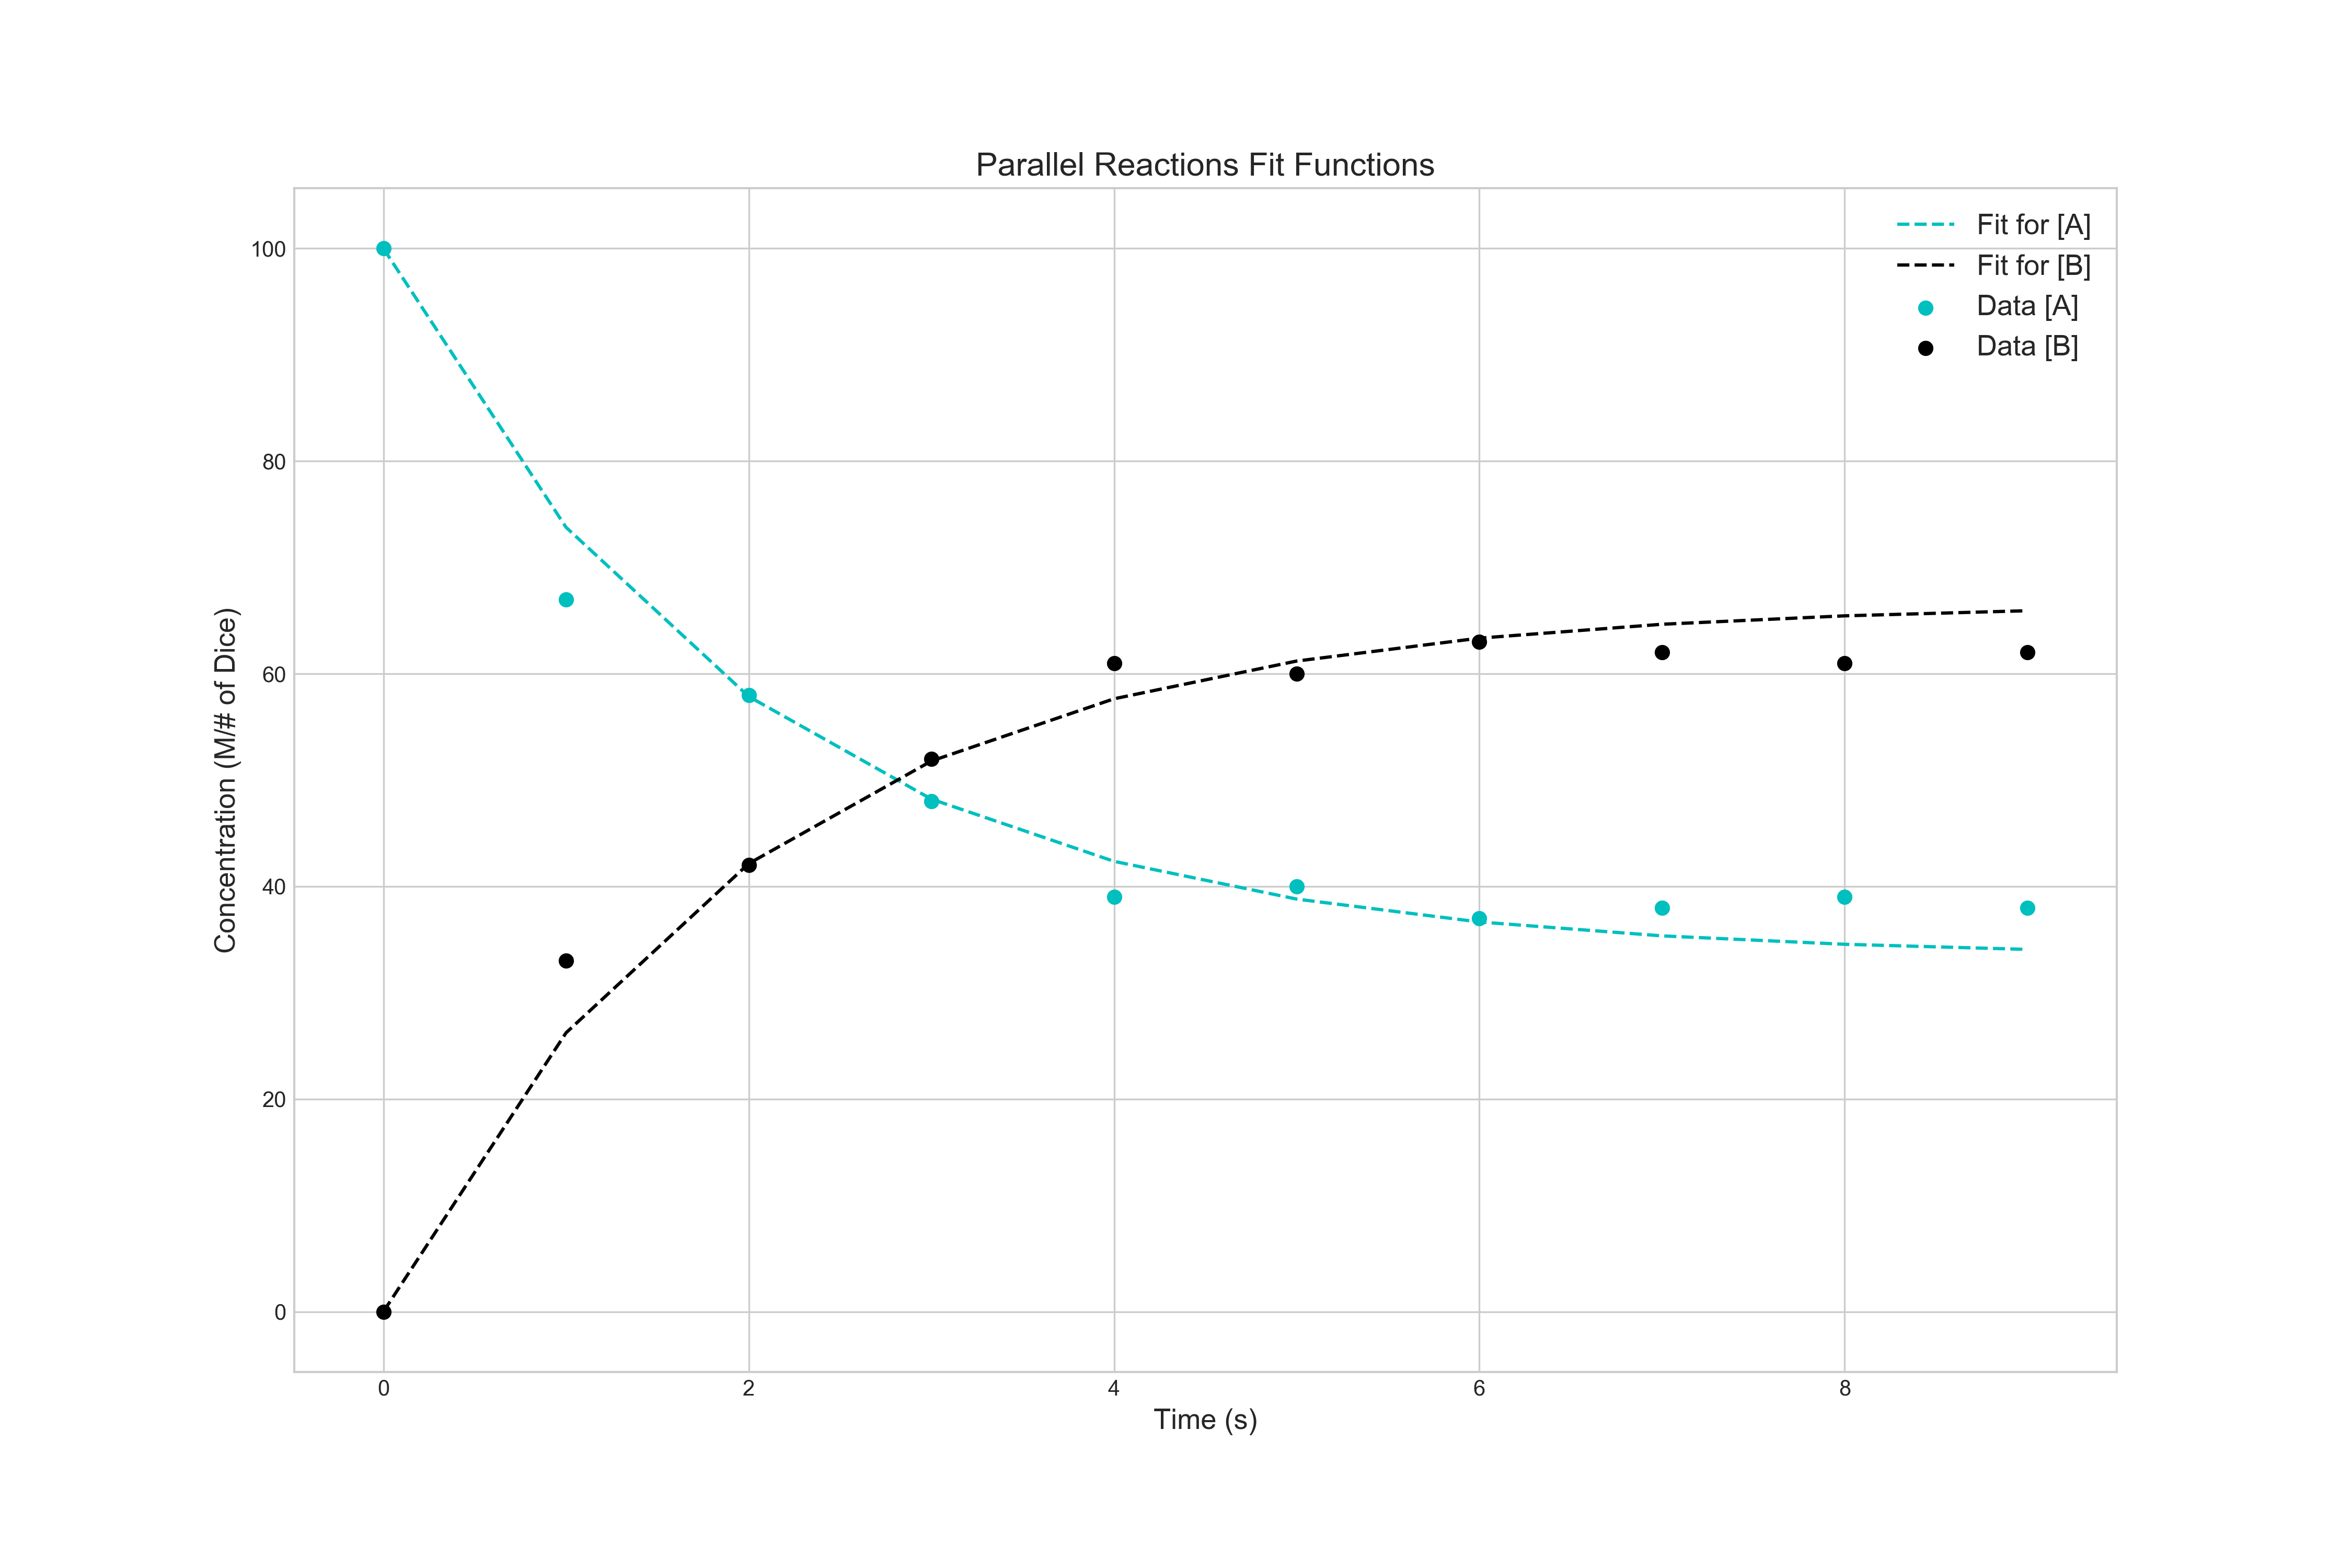 Parallel Reactions Fit Functions
Fit for [A]
Fit for [B]
Data [A]
Data [B]
100
80
60
40
20
0
Concentration (M/# of Dice)
0 2 4 6 8
Time (s)